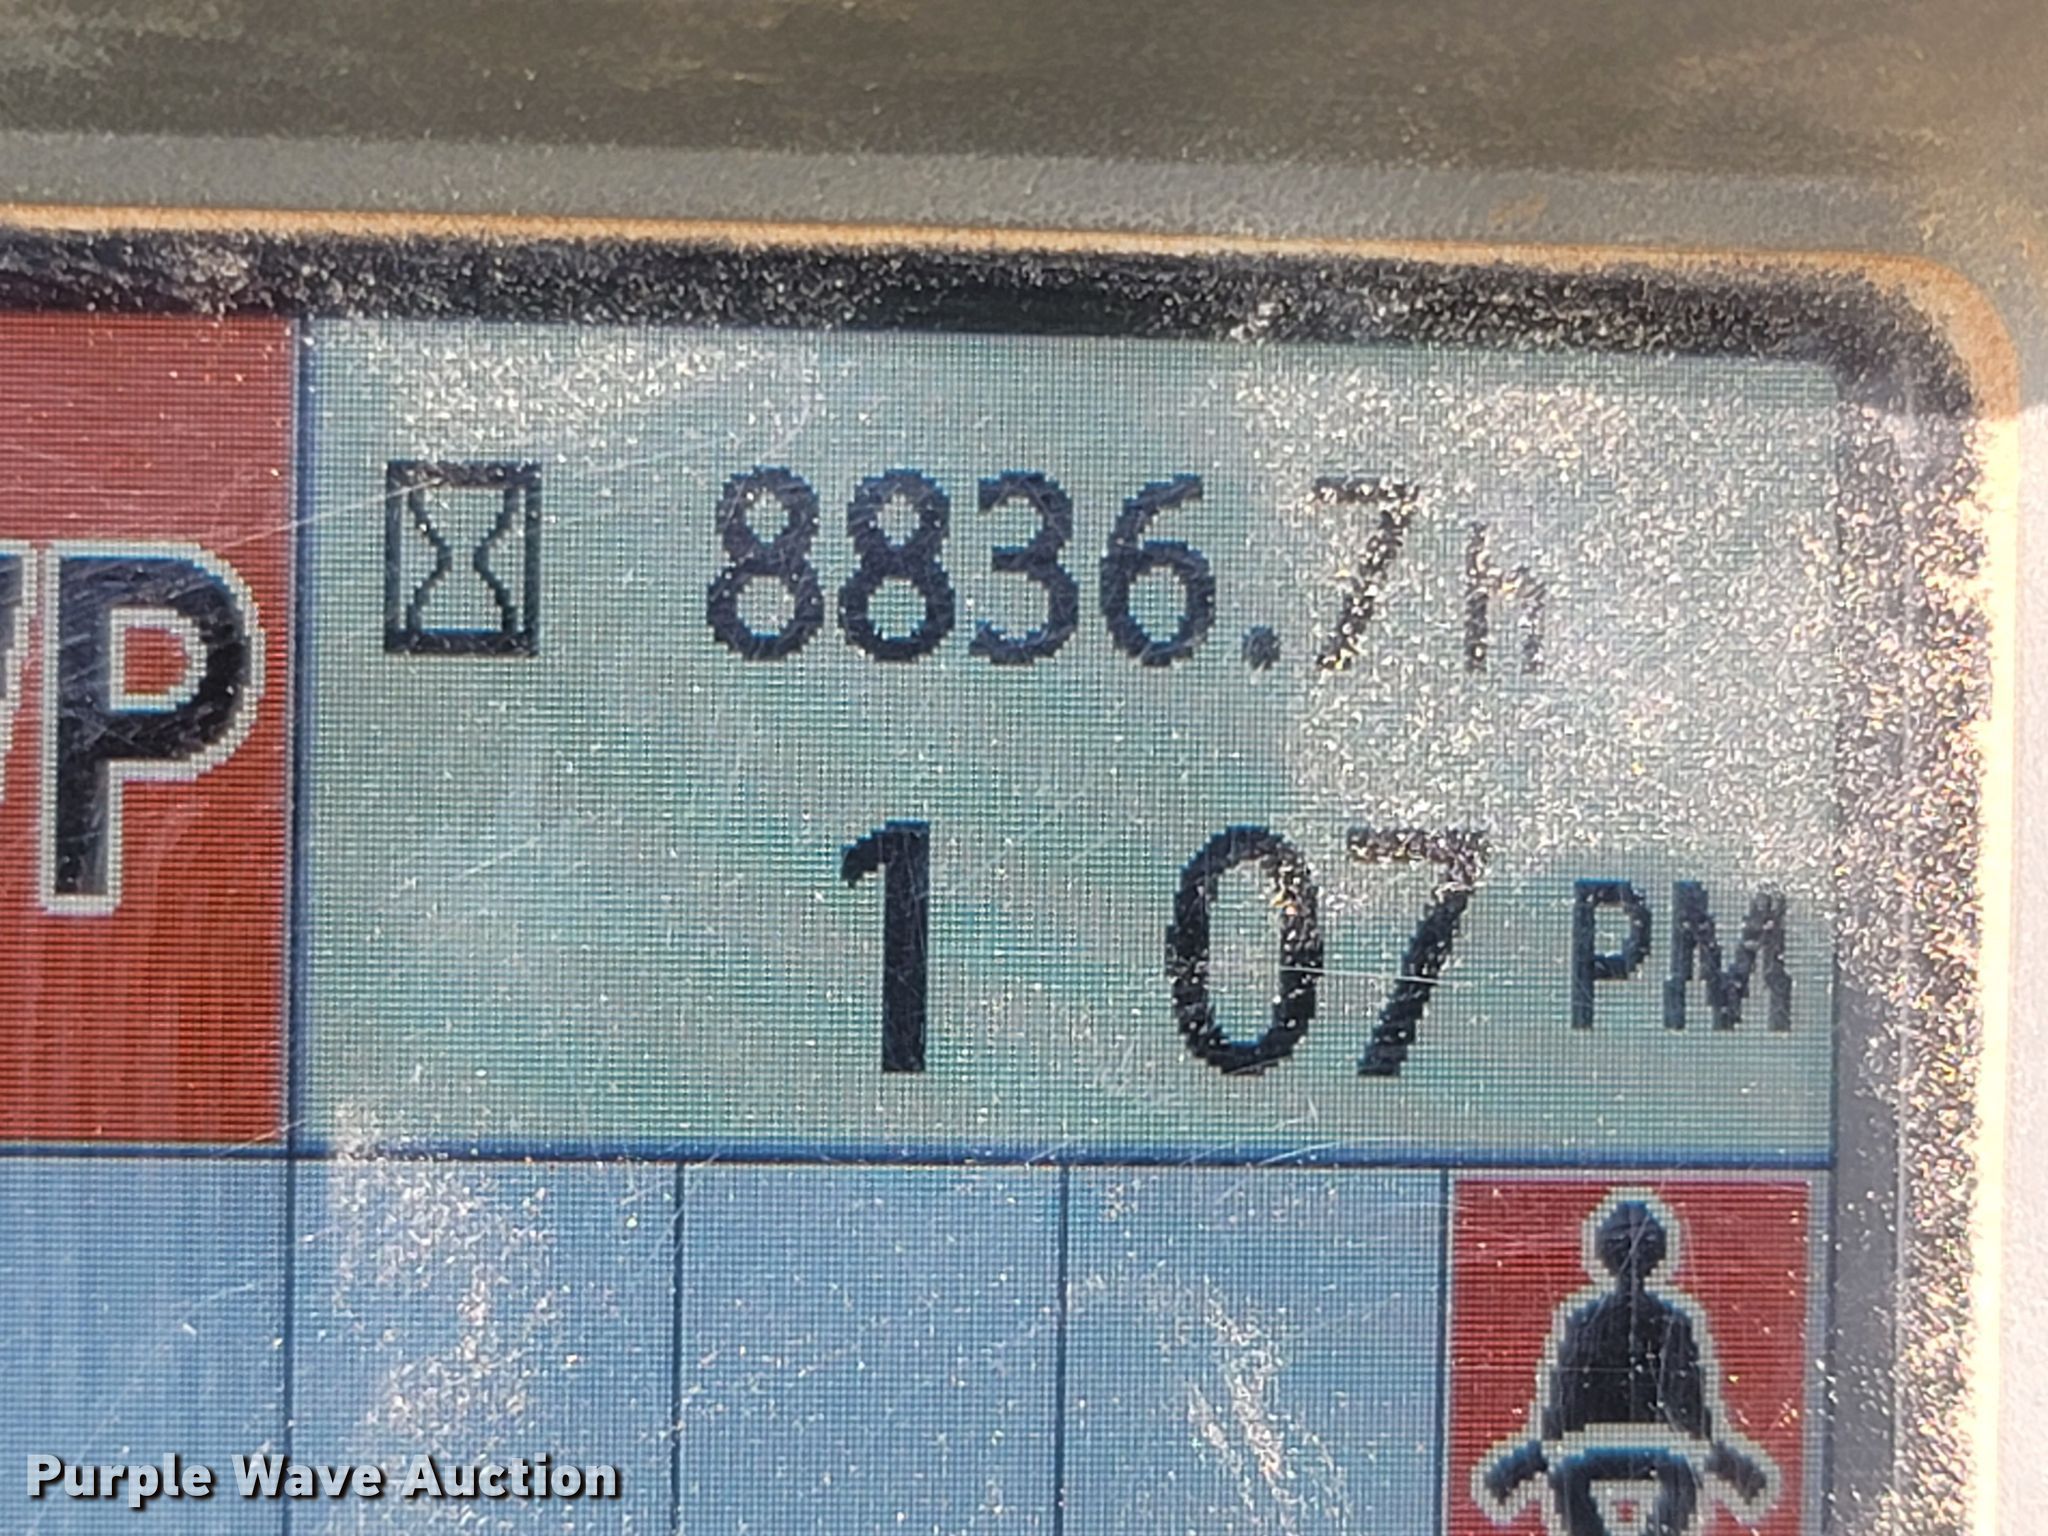 8836.7h
P
1 07 PM
Purple Wave Auction